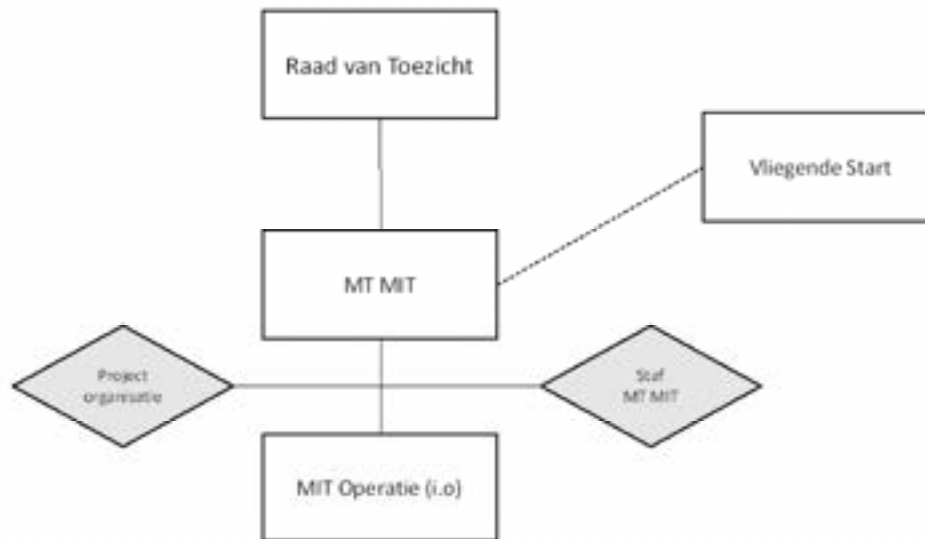 Raad van Toezicht
Vliegende Start
MT MIT
Project
organisatie
Staf
MT MIT
MIT Operatie (i.o)